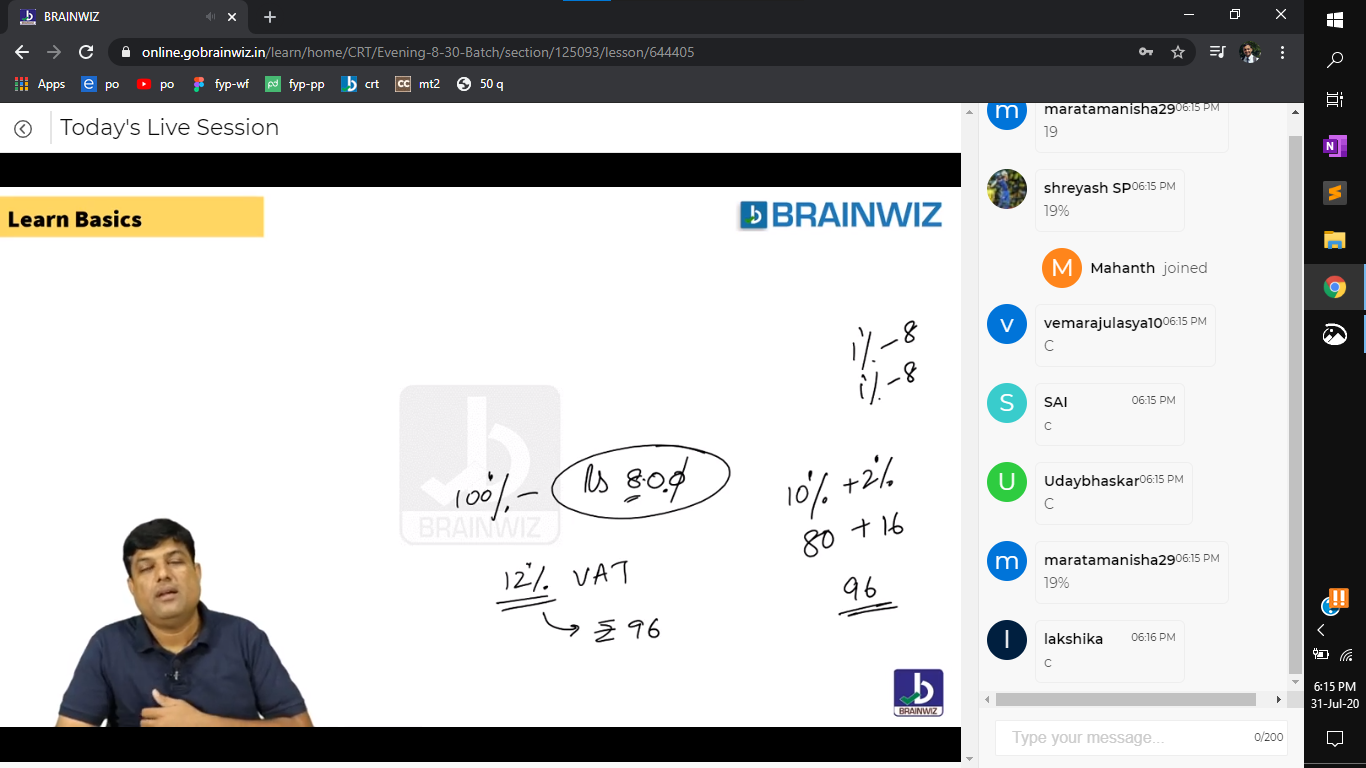 BRAINWIZ
online.gobrainwiz.in/learn/home/CRT/Evening-8-30-Batch/section/125093/lesson/644405
Apps po po fyp-wf fyp-pp crt mt2 50 q
Today's Live Session
Learn Basics
BRAINWIZ
1% - 8
1% - 8
100% - Rs 80.0
10% + 2%
80 + 16
96
12% VAT
→ 96
BRAINWIZ
BRAINWIZ
m maratamanisha29 06:15 PM
19
shreyash SP 06:15 PM
19%
M Mahanth joined
v vemarajulasya10 06:15 PM
C
S SAI 06:15 PM
c
U Udaybhaskar 06:15 PM
C
m maratamanisha29 06:15 PM
19%
l lakshika 06:16 PM
c
Type your message... 0/200
6:15 PM
31-Jul-20